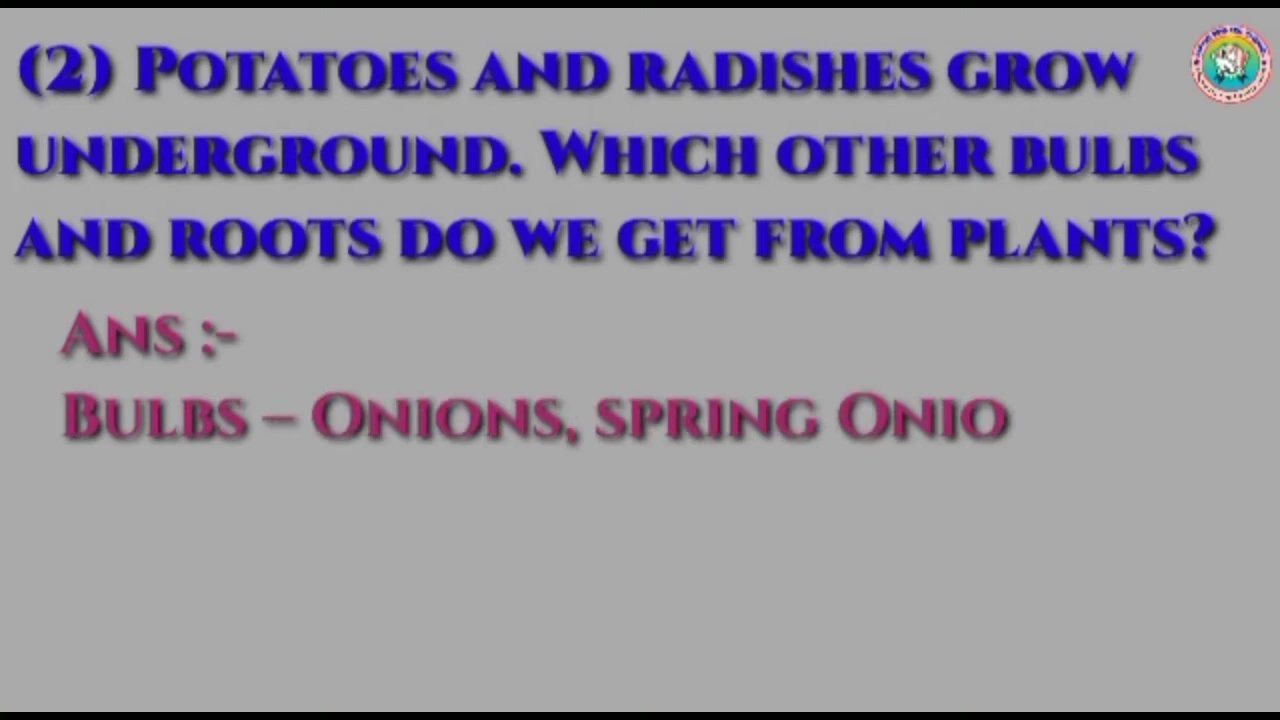 (2) Potatoes and radishes grow
underground. Which other bulbs
and roots do we get from plants?
Ans :-
Bulbs – Onions, spring Onio